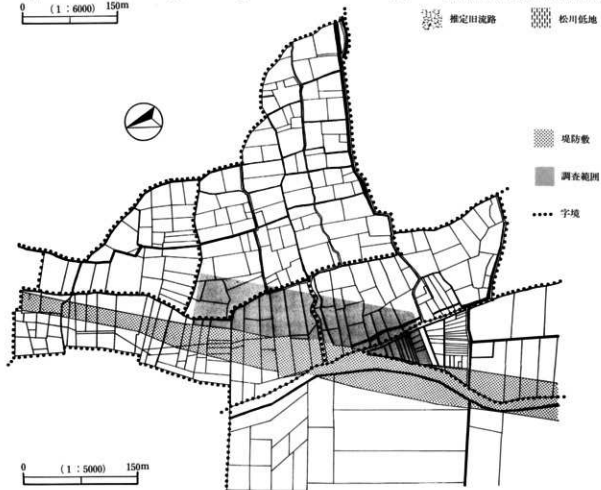 0 (1:6000) 150m
推定旧流路
松川低地
堤防敷
調査範囲
字境
0 (1:5000) 150m